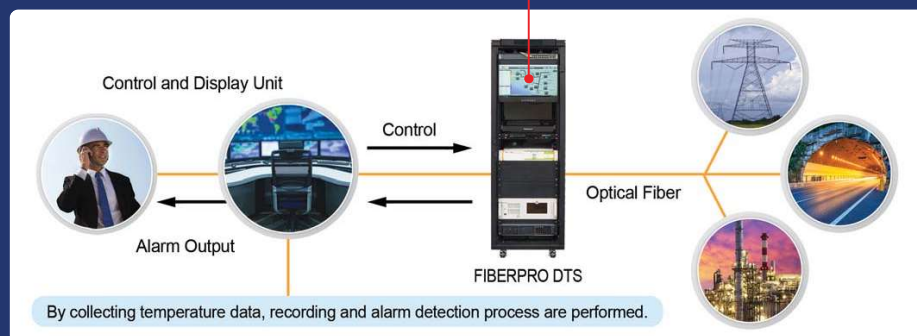 Control and Display Unit
Control
Optical Fiber
Alarm Output
FIBERPRO DTS
By collecting temperature data, recording and alarm detection process are performed.